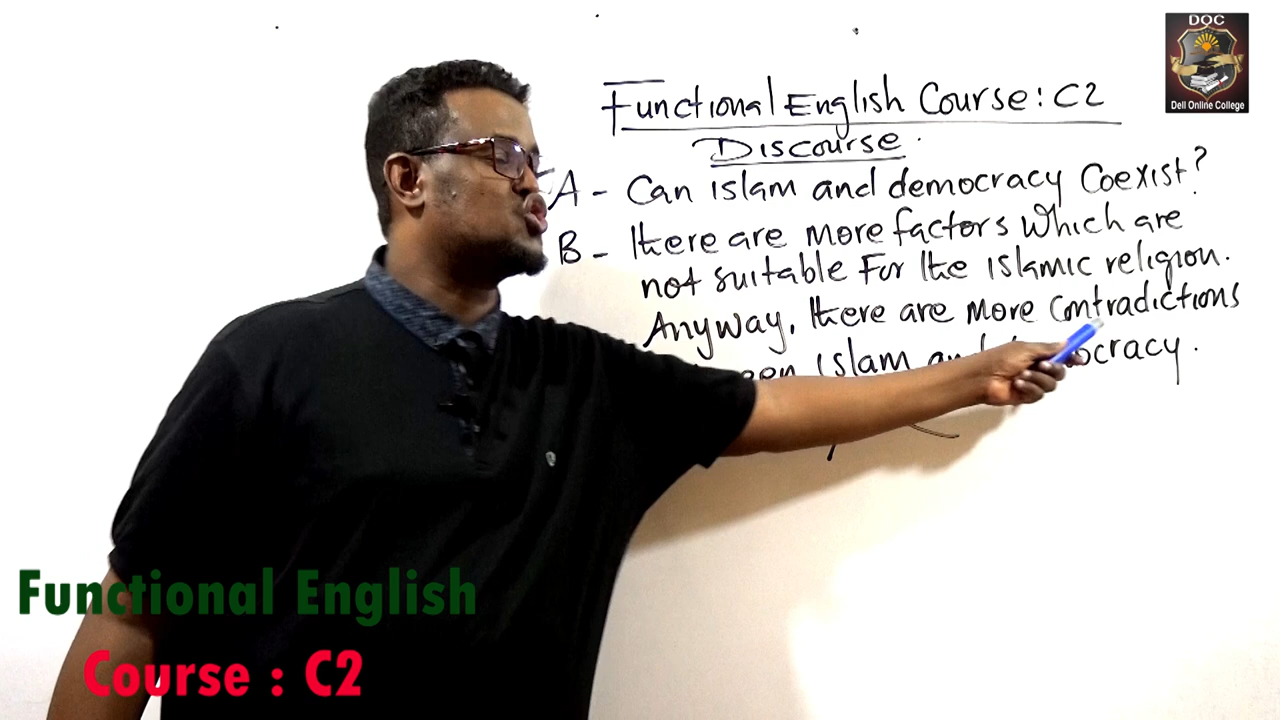 DOC
Dell Online College
Functional English Course: C2
Discourse.
A - Can islam and democracy Coexist?
B - there are more factors which are
not suitable For the islamic religion.
Anyway, there are more contradictions
islam democracy.
Functional English
Course : C2